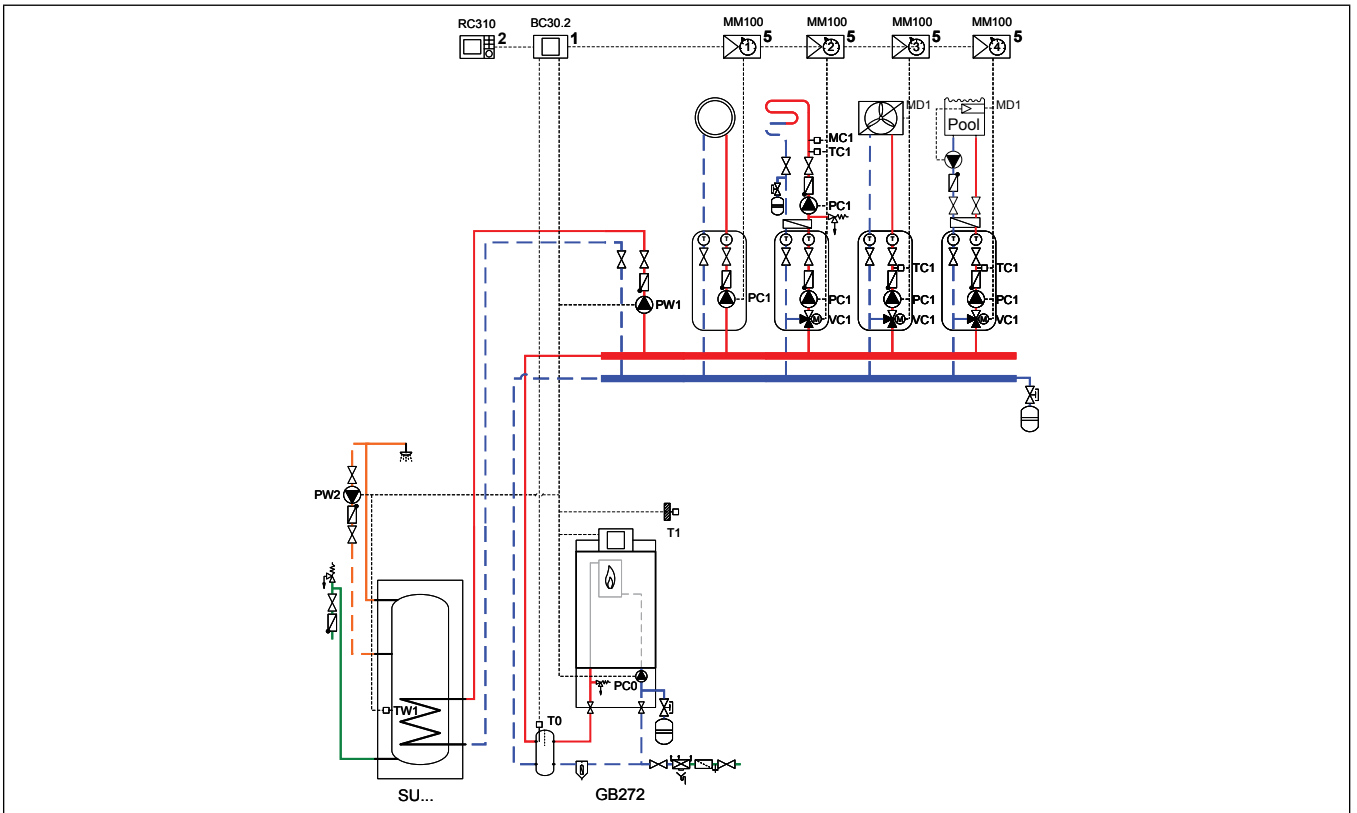 RC310 BC30.2 MM100 MM100 MM100 MM100
2 1 1 5 2 5 3 5 4 5
MD1 MD1
Pool
MC1
TC1
PC1
T T T T T T T T
TC1 TC1
PW1 PC1 PC1 PC1 PC1
M VC1 M VC1 M VC1
PW2
T1
PC0
TW1 T0
SU... GB272